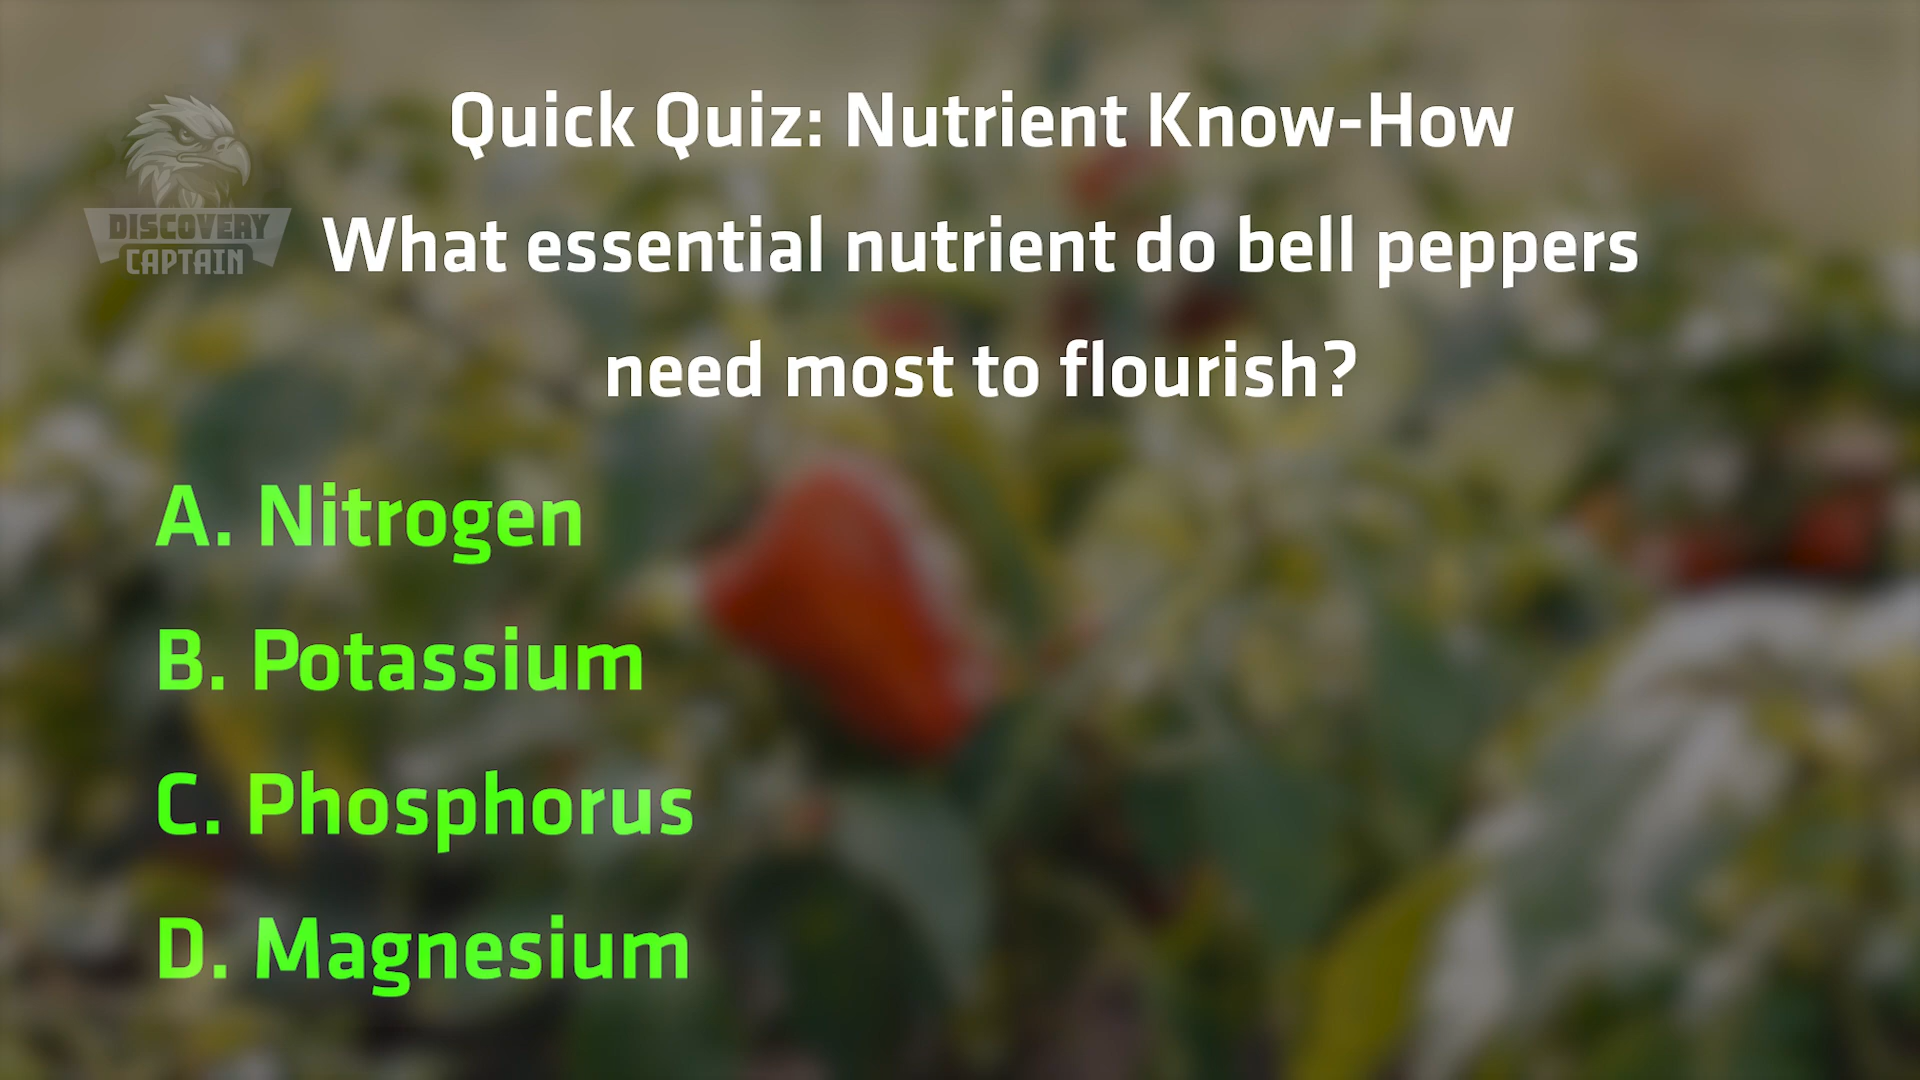 Quick Quiz: Nutrient Know-How
DISCOVERY
CAPTAIN
What essential nutrient do bell peppers
need most to flourish?
A. Nitrogen
B. Potassium
C. Phosphorus
D. Magnesium